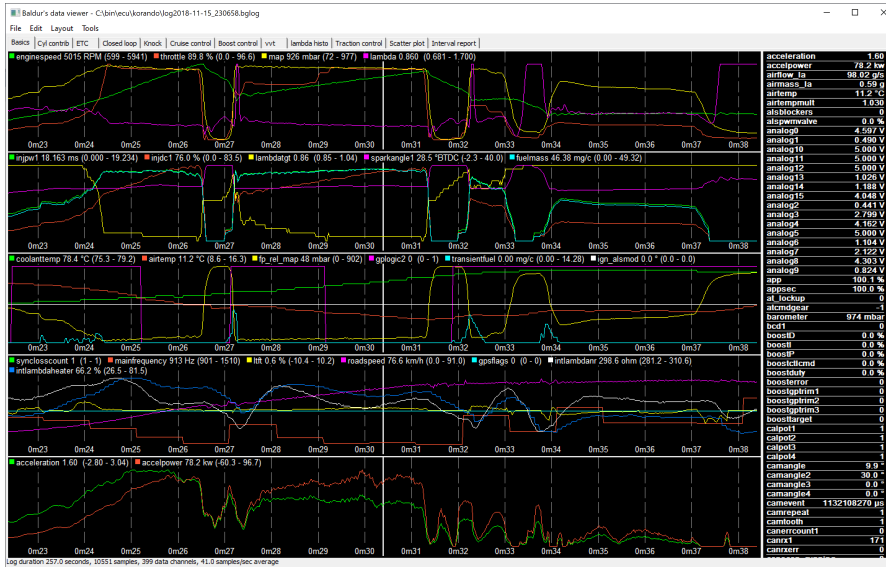 Baldur's data viewer - C:\bin\ecu\korando\log2018-11-15_230658.bglog
File Edit Layout Tools
Basics Cyl contrib ETC Closed loop Knock Cruise control Boost control vvt lambda histo Traction control Scatter plot Interval report
enginespeed 5015 RPM (599 - 5941) throttle 89.8 % (0.0 - 96.6) map 926 mbar (72 - 977) lambda 0.860 (0.681 - 1.700)
0m23 0m24 0m25 0m26 0m27 0m28 0m29 0m30 0m31 0m32 0m33 0m34 0m35 0m36 0m37 0m38
injpw1 18.163 ms (0.000 - 19.234) injdc1 76.0 % (0.0 - 83.5) lambdatgt 0.86 (0.85 - 1.04) sparkangle1 28.5 °BTDC (-2.3 - 40.0) fuelmass 46.38 mg/c (0.00 - 49.32)
0m23 0m24 0m25 0m26 0m27 0m28 0m29 0m30 0m31 0m32 0m33 0m34 0m35 0m36 0m37 0m38
coolanttemp 78.4 °C (75.3 - 79.2) airtemp 11.2 °C (8.6 - 16.3) fp_rel_map 48 mbar (0 - 902) gplogic2 0 (0 - 1) transientfuel 0.00 mg/c (0.00 - 14.28) ign_alsmod 0.0 ° (0.0 - 0.0)
0m23 0m24 0m25 0m26 0m27 0m28 0m29 0m30 0m31 0m32 0m33 0m34 0m35 0m36 0m37 0m38
synclosscount 1 (1 - 1) mainfrequency 913 Hz (901 - 1510) ltft 0.6 % (-10.4 - 10.2) roadspeed 76.6 km/h (0.0 - 91.0) gpsflags 0 (0 - 0) intlambdanr 298.6 ohm (281.2 - 310.6)
intlambdaheater 66.2 % (26.5 - 81.5)
0m23 0m24 0m25 0m26 0m27 0m28 0m29 0m30 0m31 0m32 0m33 0m34 0m35 0m36 0m37 0m38
acceleration 1.60 (-2.80 - 3.04) accelpower 78.2 kw (-60.3 - 96.7)
0m23 0m24 0m25 0m26 0m27 0m28 0m29 0m30 0m31 0m32 0m33 0m34 0m35 0m36 0m37 0m38
acceleration 1.60
accelpower 78.2 kw
airflow_la 98.02 g/s
airmass_la 0.59 g
airtemp 11.2 °C
airtempmult 1.030
alsblockers 0
alspwmvalve 0.0 %
analog0 4.597 V
analog1 0.490 V
analog10 5.000 V
analog11 5.000 V
analog12 5.000 V
analog13 1.026 V
analog14 1.188 V
analog15 4.048 V
analog2 0.441 V
analog3 2.799 V
analog4 4.162 V
analog5 5.000 V
analog6 1.104 V
analog7 2.122 V
analog8 4.303 V
analog9 0.824 V
app 100.1 %
appsec 100.0 %
at_lockup 0
atcmdgear -1
barometer 974 mbar
bcd1 0
boostD 0.0 %
boostI 0.0 %
boostP 0.0 %
boostclicmd 0.0 %
boostduty 0.0 %
boosterror 0
boostgptrim1 0
boostgptrim2 0
boostgptrim3 0
boosttarget 0
calpot1 1
calpot2 1
calpot3 1
calpot4 1
camangle 9.9 °
camangle2 30.0 °
camangle3 0.0 °
camangle4 0.0 °
camevent 1132108270 µs
camrepeat 1
camtooth 1
canerrcount1 0
canrx1 171
canrxerr 0
Log duration 257.0 seconds, 10551 samples, 399 data channels, 41.0 samples/sec average